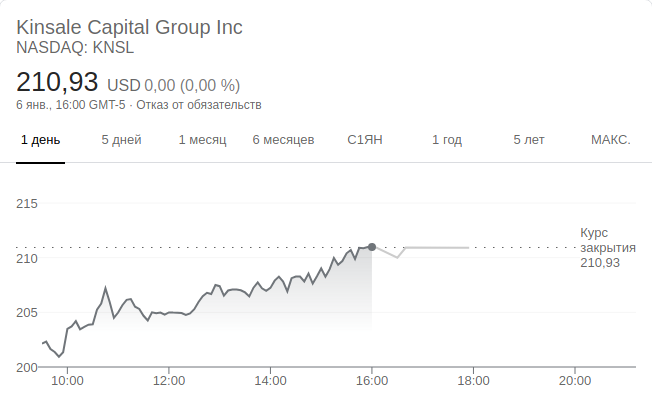 Kinsale Capital Group Inc
NASDAQ: KNSL
210,93 USD 0,00 (0,00 %)
6 янв., 16:00 GMT-5 · Отказ от обязательств
1 день 5 дней 1 месяц 6 месяцев С1ЯН 1 год 5 лет МАКС.
215
Курс
закрытия
210,93
210
205
200
10:00 12:00 14:00 16:00 18:00 20:00